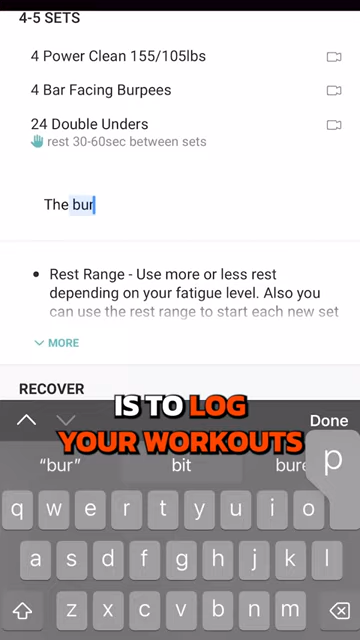 4-5 SETS
4 Power Clean 155/105lbs
4 Bar Facing Burpees
24 Double Unders
rest 30-60sec between sets
The bur
Rest Range - Use more or less rest
depending on your fatigue level. Also you
can use the rest range to start each new set
MORE
RECOVER
IS TO LOG
YOUR WORKOUTS
Done
"bur" bit bure
p
q w e r t y u i o
a s d f g h j k l
z x c v b n m